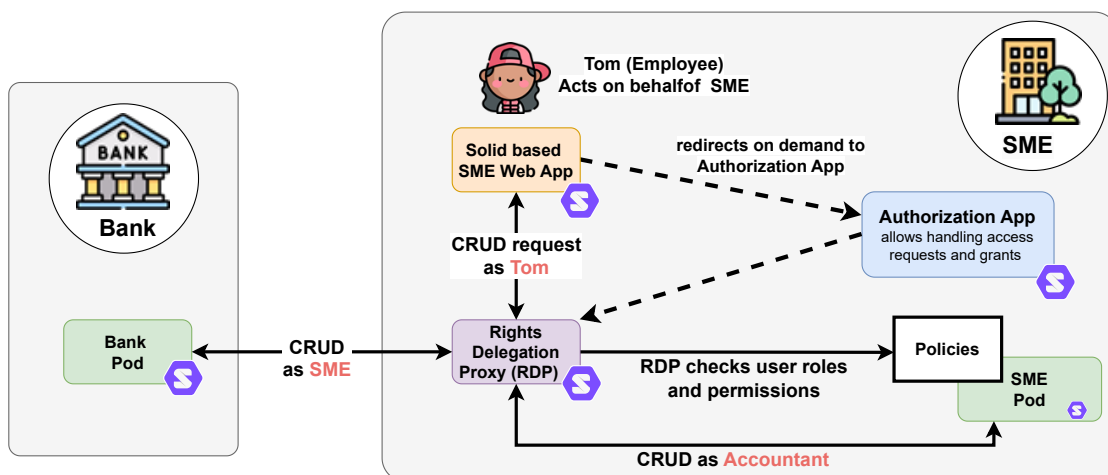 BANK
Bank
Tom (Employee)
Acts on behalfof SME
SME
Solid based
SME Web App
redirects on demand to
Authorization App
Authorization App
allows handling access
requests and grants
CRUD request
as Tom
Bank
Pod
CRUD
as SME
Rights
Delegation
Proxy (RDP)
RDP checks user roles
and permissions
Policies
SME
Pod
CRUD as Accountant